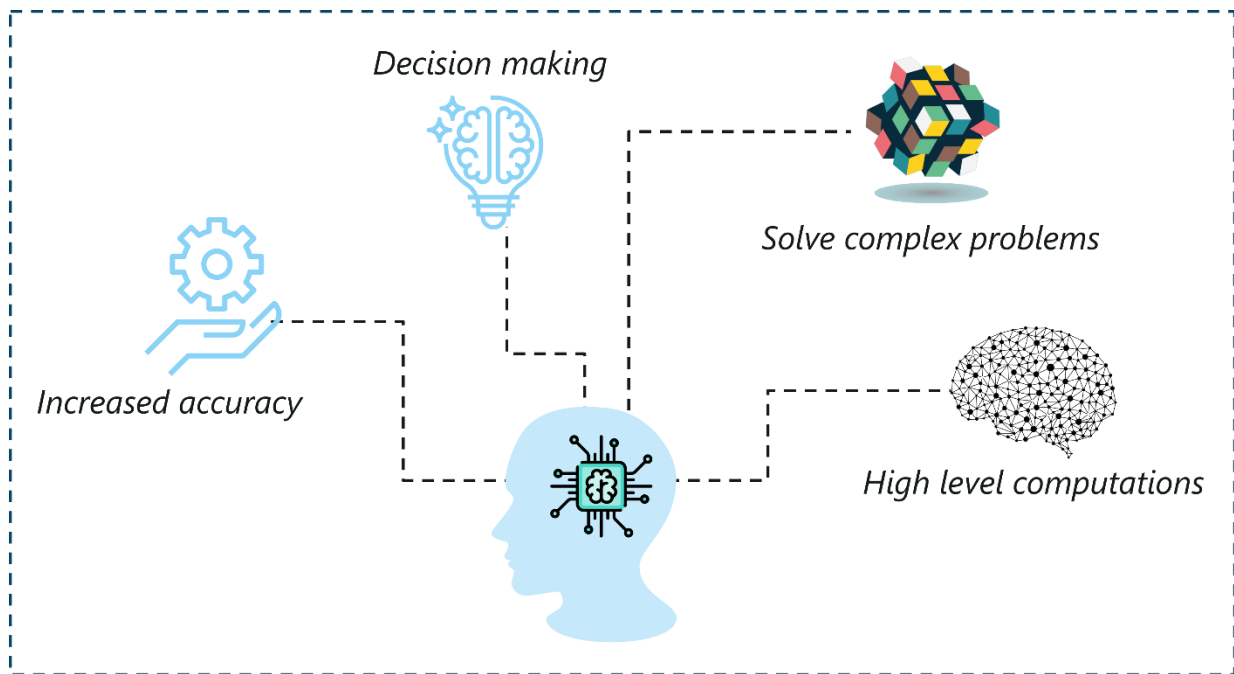 Decision making
Solve complex problems
Increased accuracy
High level computations